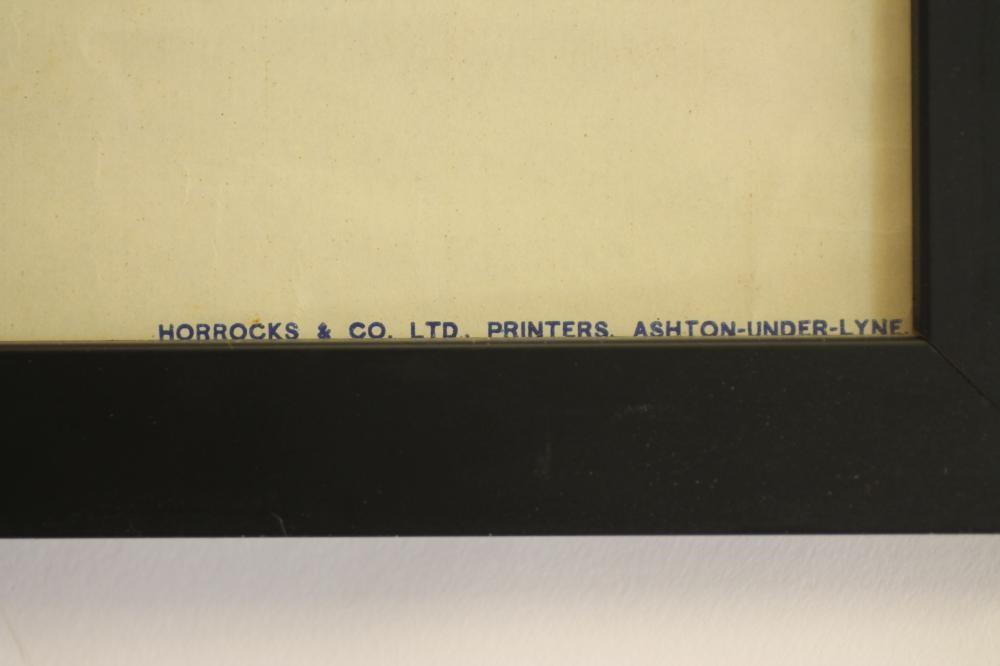 HORROCKS & CO. LTD., PRINTERS. ASHTON-UNDER-LYNE.